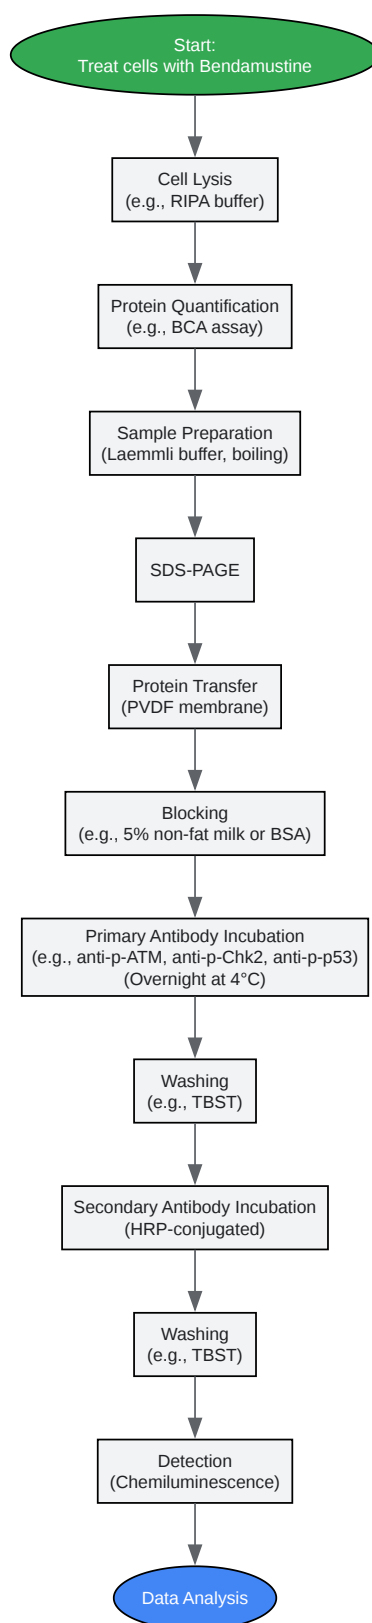 Start:
Treat cells with Bendamustine
Cell Lysis
(e.g., RIPA buffer)
Protein Quantification
(e.g., BCA assay)
Sample Preparation
(Laemmli buffer, boiling)
SDS-PAGE
Protein Transfer
(PVDF membrane)
Blocking
(e.g., 5% non-fat milk or BSA)
Primary Antibody Incubation
(e.g., anti-p-ATM, anti-p-Chk2, anti-p-p53)
(Overnight at 4°C)
Washing
(e.g., TBST)
Secondary Antibody Incubation
(HRP-conjugated)
Washing
(e.g., TBST)
Detection
(Chemiluminescence)
Data Analysis